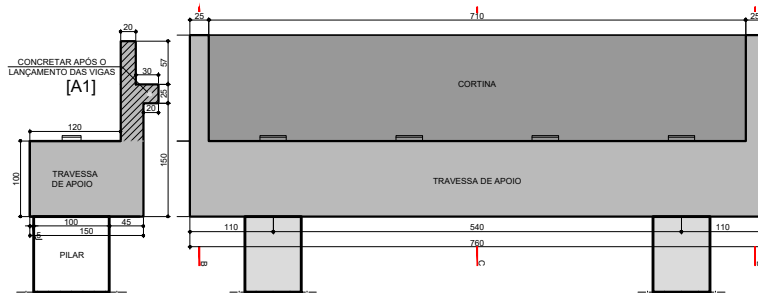 20
CONCRETAR APÓS O
LANÇAMENTO DAS VIGAS
[A1]
57
30
25
20
120
100
150
TRAVESSA
DE APOIO
100
45
5
150
PILAR
25
710
25
CORTINA
TRAVESSA DE APOIO
110
540
110
760
B
C